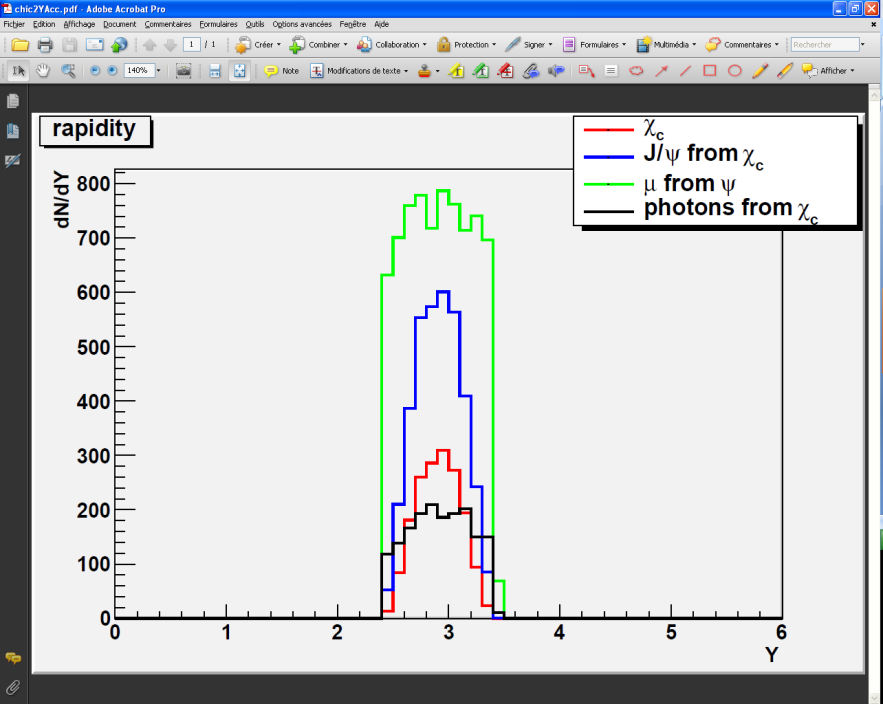 chic2YAcc.pdf - Adobe Acrobat Pro
Fichier Edition Affichage Document Commentaires Formulaires Outils Options avancées Fenêtre Aide
1 / 1 Créer Combiner Collaboration Protection Signer Formulaires Multimédia Commentaires Rechercher
140% Note Modifications de texte Afficher
rapidity
χc
J/ψ from χc
μ from ψ
photons from χc
dN/dY
800
700
600
500
400
300
200
100
0
0 1 2 3 4 5 6
Y